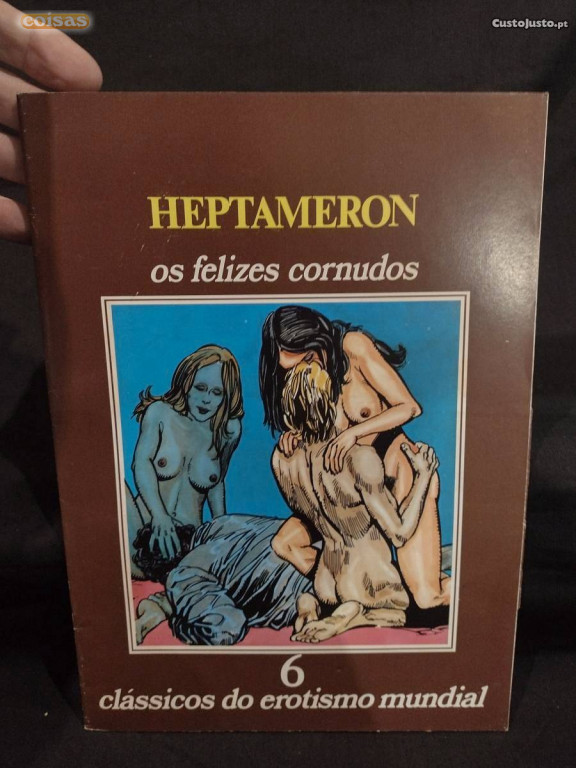 coisas
CustoJusto.pt
HEPTAMERON
os felizes cornudos
6
clássicos do erotismo mundial